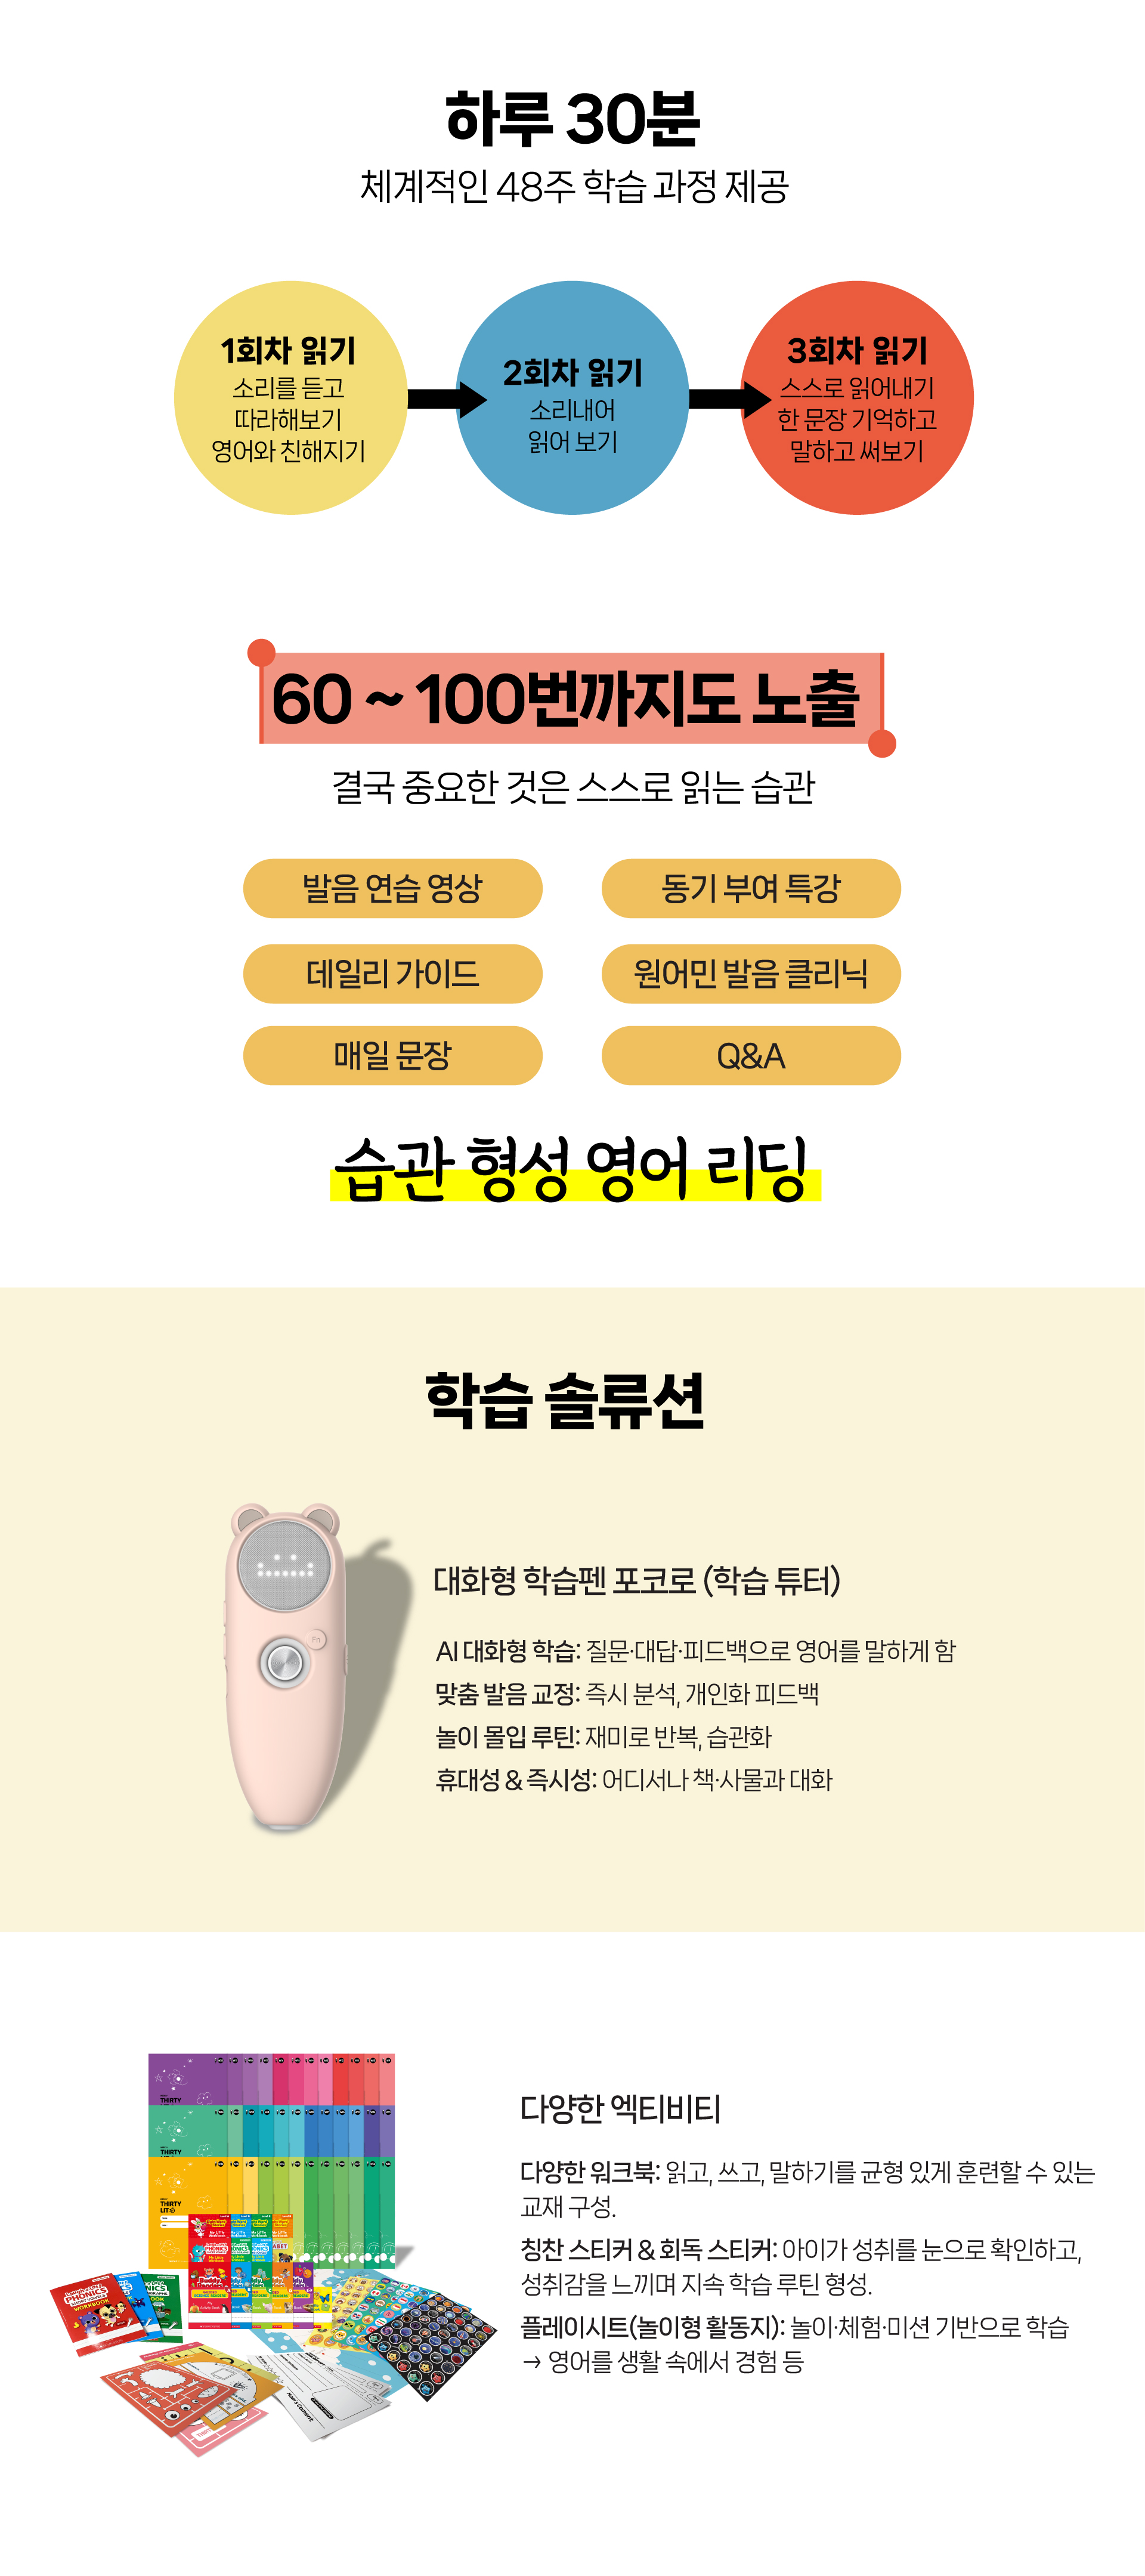 하루 30분
체계적인 48주 학습 과정 제공
1회차 읽기
소리를 듣고
따라해보기
영어와 친해지기
2회차 읽기
소리내어
읽어 보기
3회차 읽기
스스로 읽어내기
한 문장 기억하고
말하고 써보기
60 ~ 100번까지도 노출
결국 중요한 것은 스스로 읽는 습관
발음 연습 영상
동기 부여 특강
데일리 가이드
원어민 발음 클리닉
매일 문장
Q&A
습관 형성 영어 리딩
학습 솔류션
Fn
대화형 학습펜 포코로 (학습 튜터)
AI 대화형 학습: 질문·대답·피드백으로 영어를 말하게 함
맞춤 발음 교정: 즉시 분석, 개인화 피드백
놀이 몰입 루틴: 재미로 반복, 습관화
휴대성 & 즉시성: 어디서나 책·사물과 대화
THIRTY
THIRTY
THIRTY
LIT
WORKBOOK
다양한 엑티비티
다양한 워크북: 읽고, 쓰고, 말하기를 균형 있게 훈련할 수 있는
교재 구성.
칭찬 스티커 & 회독 스티커: 아이가 성취를 눈으로 확인하고,
성취감을 느끼며 지속 학습 루틴 형성.
플레이시트(놀이형 활동지): 놀이·체험·미션 기반으로 학습
→ 영어를 생활 속에서 경험 등